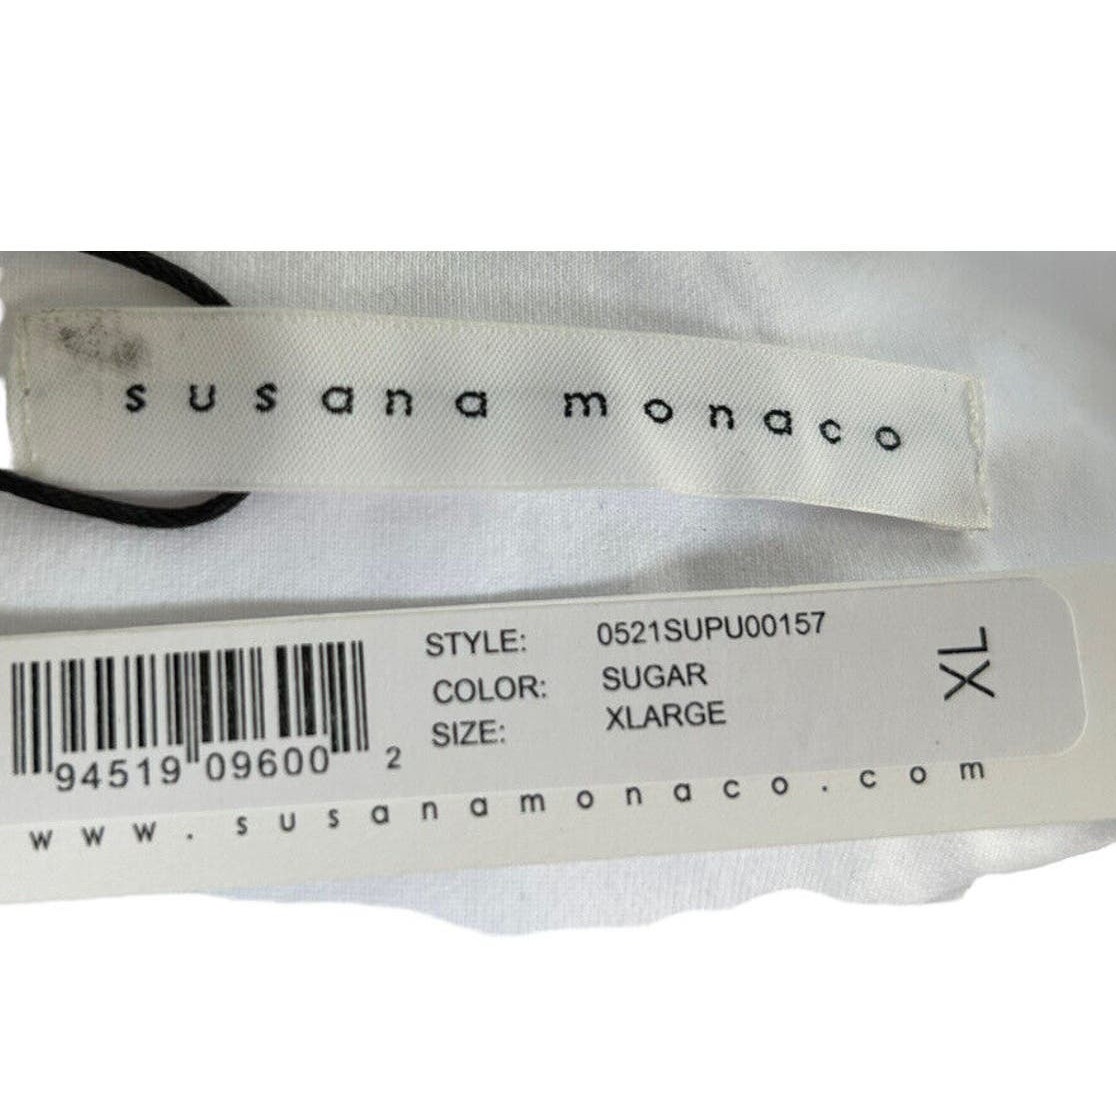 susana monaco
STYLE: 0521SUPU00157
COLOR: SUGAR
SIZE: XLARGE
XL
94519 09600 2
www.susanamonaco.com